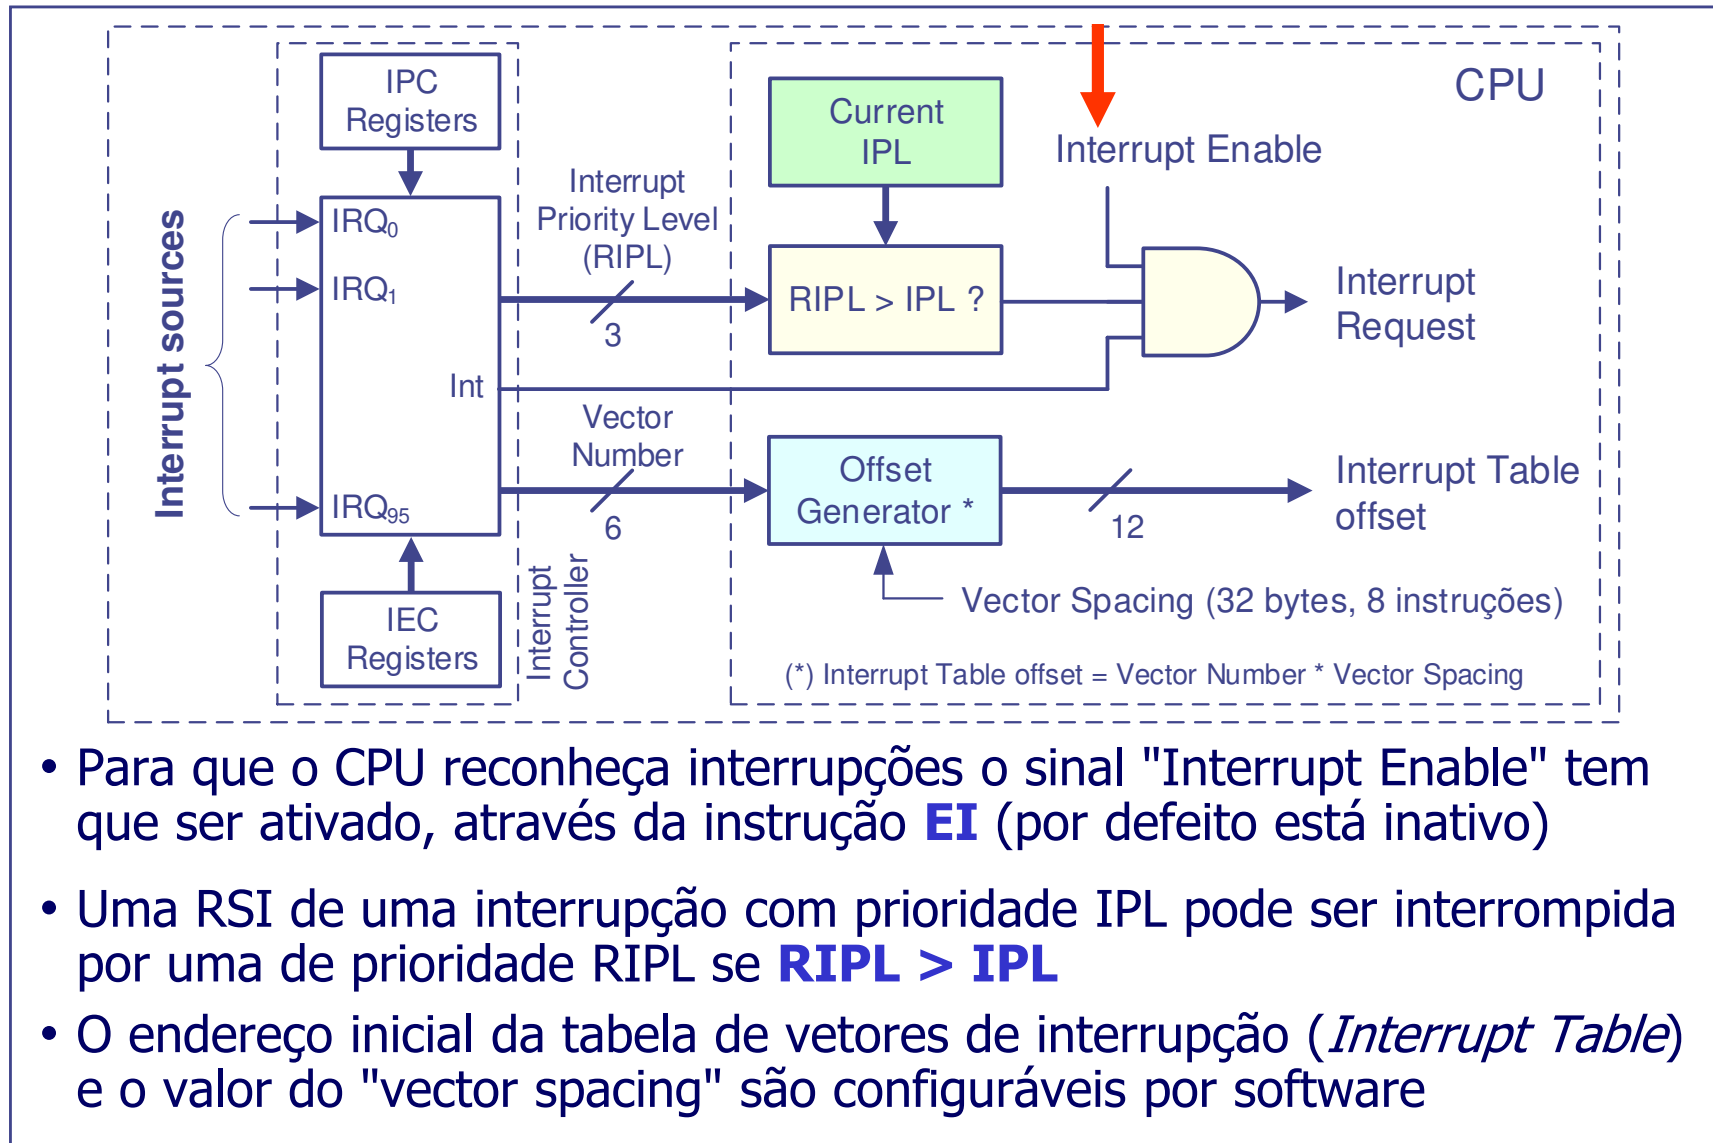 IPC
Registers
Current
IPL
CPU
Interrupt Enable
Interrupt
Priority Level
(RIPL)
3
Interrupt sources
IRQ0
IRQ1
IRQ95
Int
RIPL > IPL ?
Interrupt
Request
Vector
Number
6
Offset
Generator *
12
Interrupt Table
offset
IEC
Registers
Interrupt
Controller
Vector Spacing (32 bytes, 8 instruções)
(*) Interrupt Table offset = Vector Number * Vector Spacing
• Para que o CPU reconheça interrupções o sinal "Interrupt Enable" tem
que ser ativado, através da instrução EI (por defeito está inativo)
• Uma RSI de uma interrupção com prioridade IPL pode ser interrompida
por uma de prioridade RIPL se RIPL > IPL
• O endereço inicial da tabela de vetores de interrupção (Interrupt Table)
e o valor do "vector spacing" são configuráveis por software